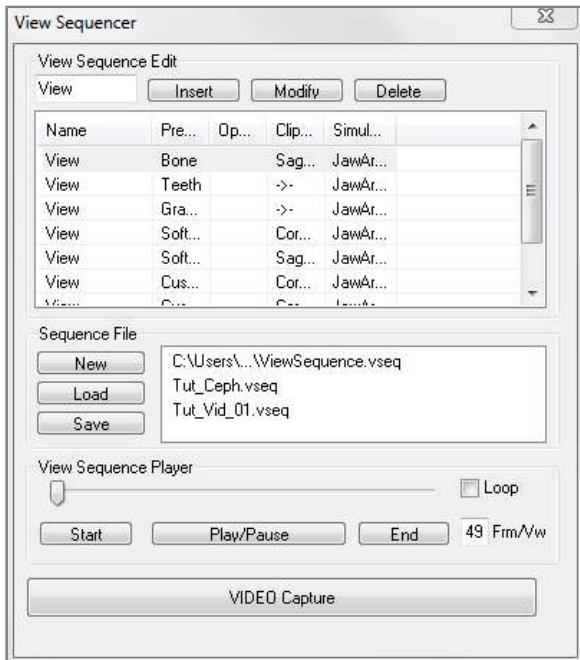 View Sequencer
View Sequence Edit
View Insert Modify Delete
Name Pre... Op... Clip... Simul...
View Bone Sag... JawAr...
View Teeth ->- JawAr...
View Gra... ->- JawAr...
View Soft... Cor... JawAr...
View Soft... Sag... JawAr...
View Cus... Cor... JawAr...
Sequence File
New
Load
Save
C:\Users\...\ViewSequence.vseq
Tut_Ceph.vseq
Tut_Vid_01.vseq
View Sequence Player
Loop
Start Play/Pause End 49 Frm/Vw
VIDEO Capture